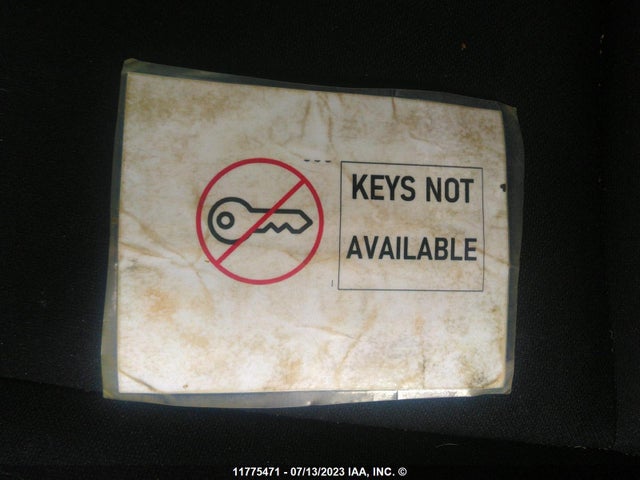 KEYS NOT
AVAILABLE
11775471 - 07/13/2023 IAA, INC. ©